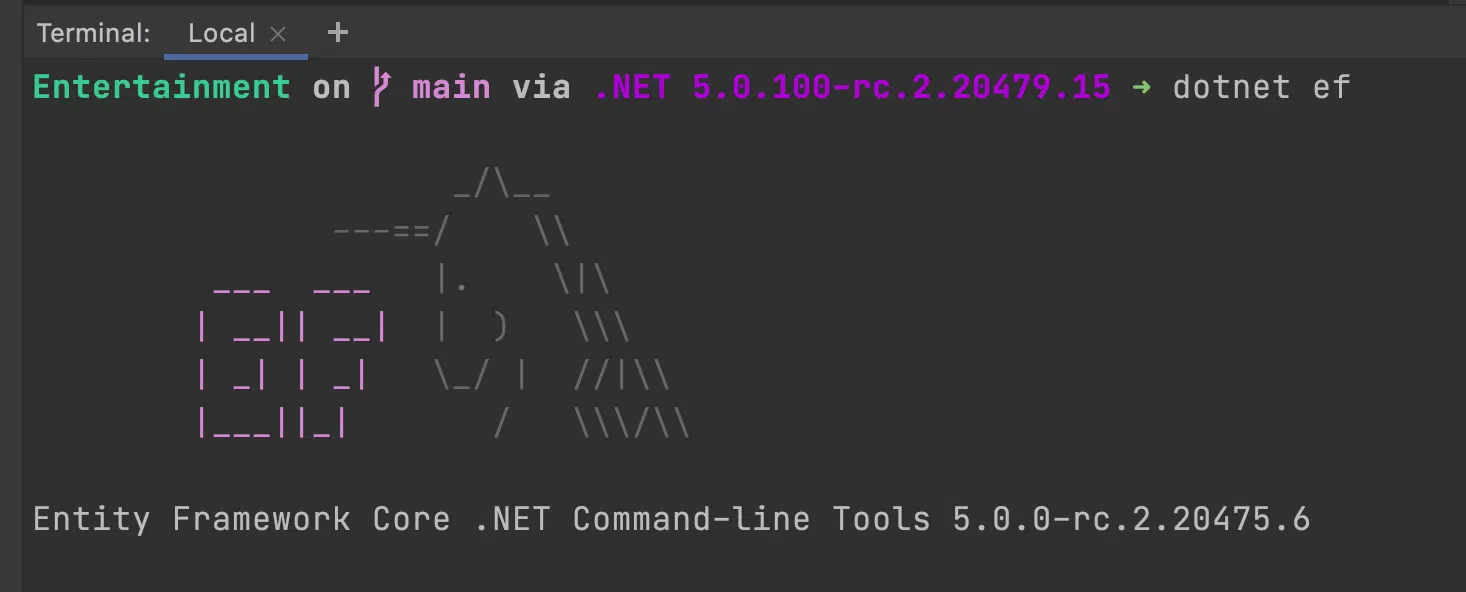 Terminal: Local × +
Entertainment on main via .NET 5.0.100-rc.2.20479.15 → dotnet ef
                     _/\__
               ---==/    \\
         ___  ___   |.    \|\
        | __|| __|  |  )   \\\
        | _| | _|   \_/ |  //|\\
        |___||_|       /   \\\/\\
Entity Framework Core .NET Command-line Tools 5.0.0-rc.2.20475.6